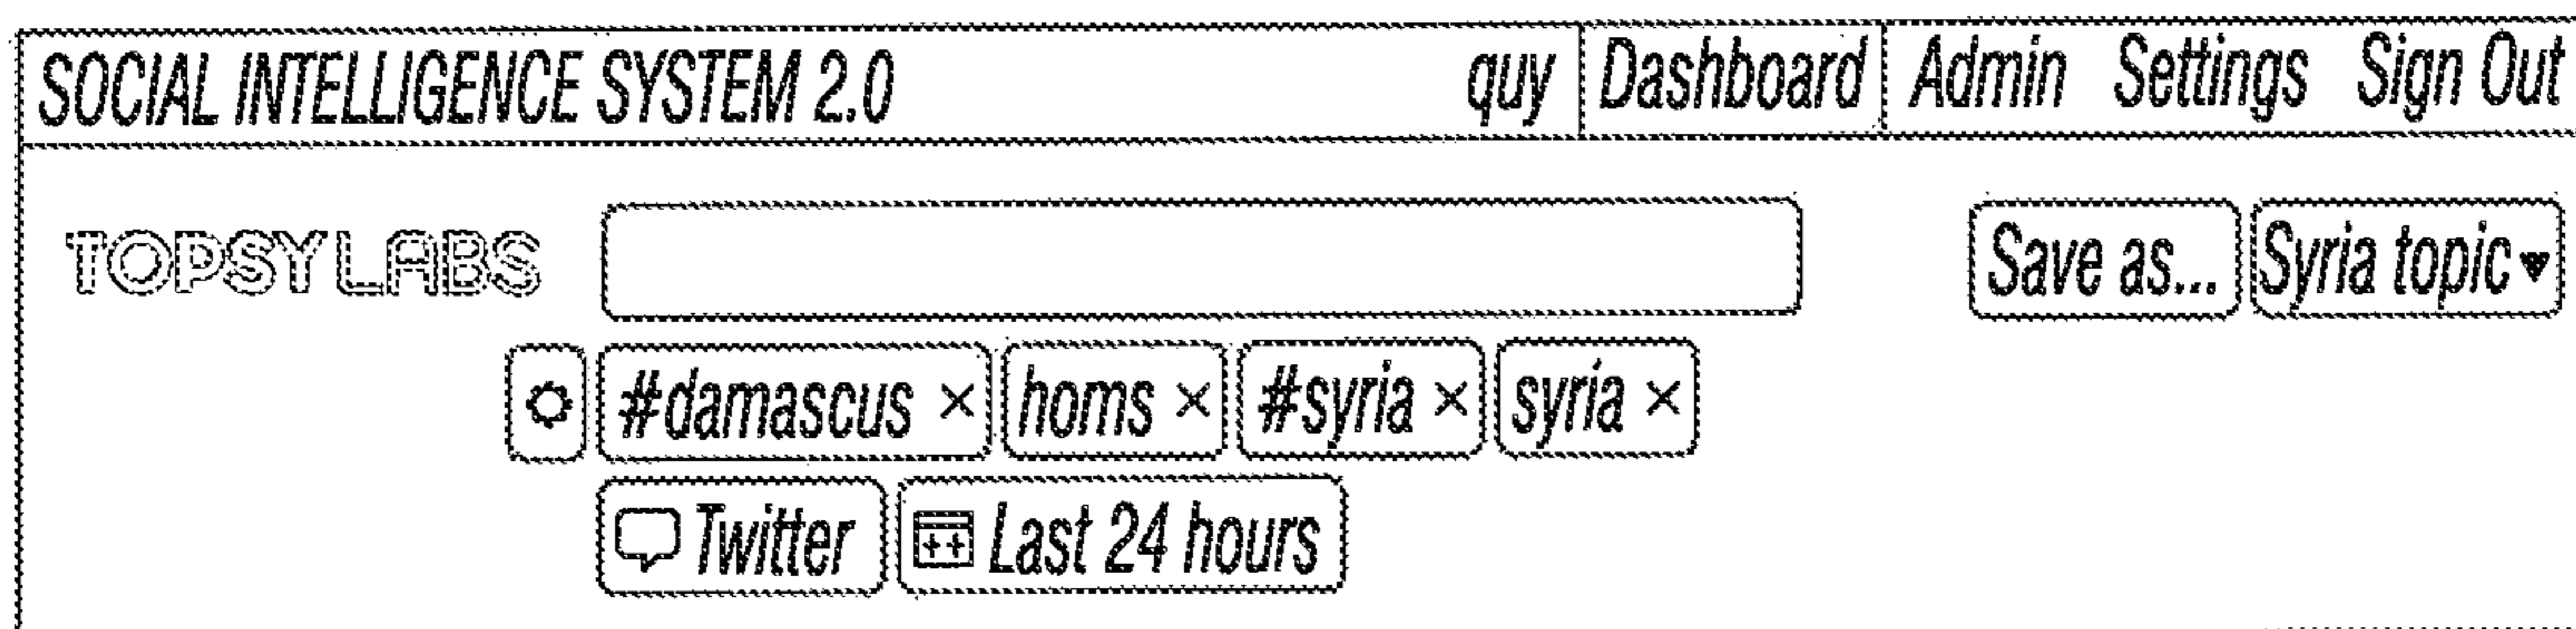 SOCIAL INTELLIGENCE SYSTEM 2.0 quy Dashboard Admin Settings Sign Out
TOPSY LABS Save as... Syria topic
#damascus × homs × #syria × syria ×
Twitter Last 24 hours